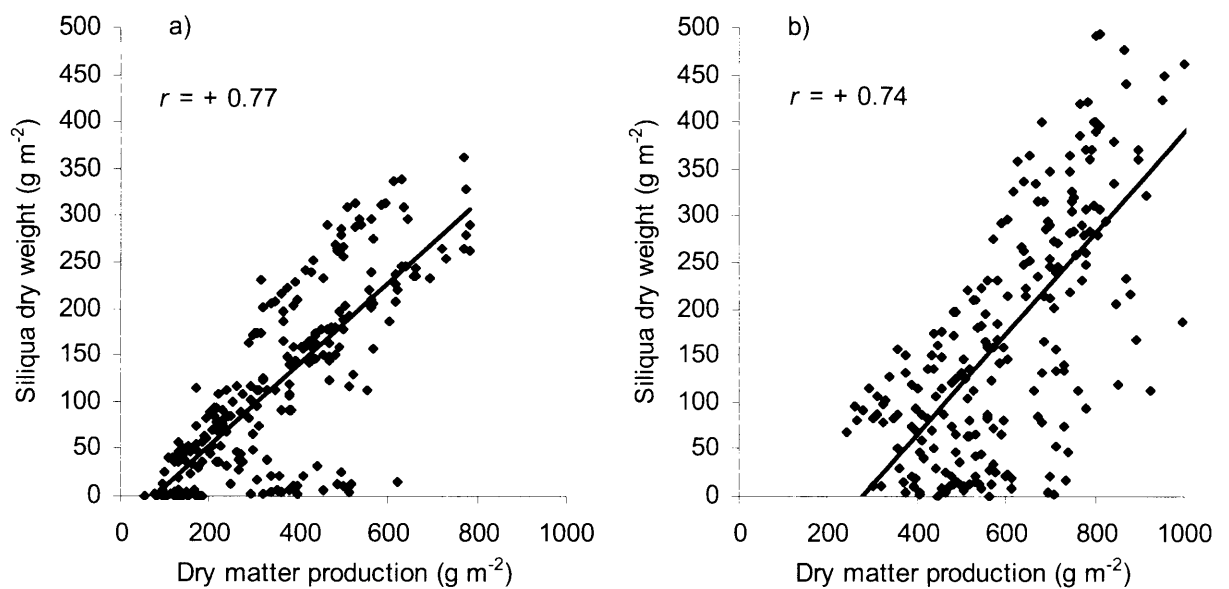 a)
r = + 0.77
Siliqua dry weight (g m-2)
500
450
400
350
300
250
200
150
100
50
0
0 200 400 600 800 1000
Dry matter production (g m-2)
b)
r = + 0.74
Siliqua dry weight (g m-2)
500
450
400
350
300
250
200
150
100
50
0
0 200 400 600 800 1000
Dry matter production (g m-2)